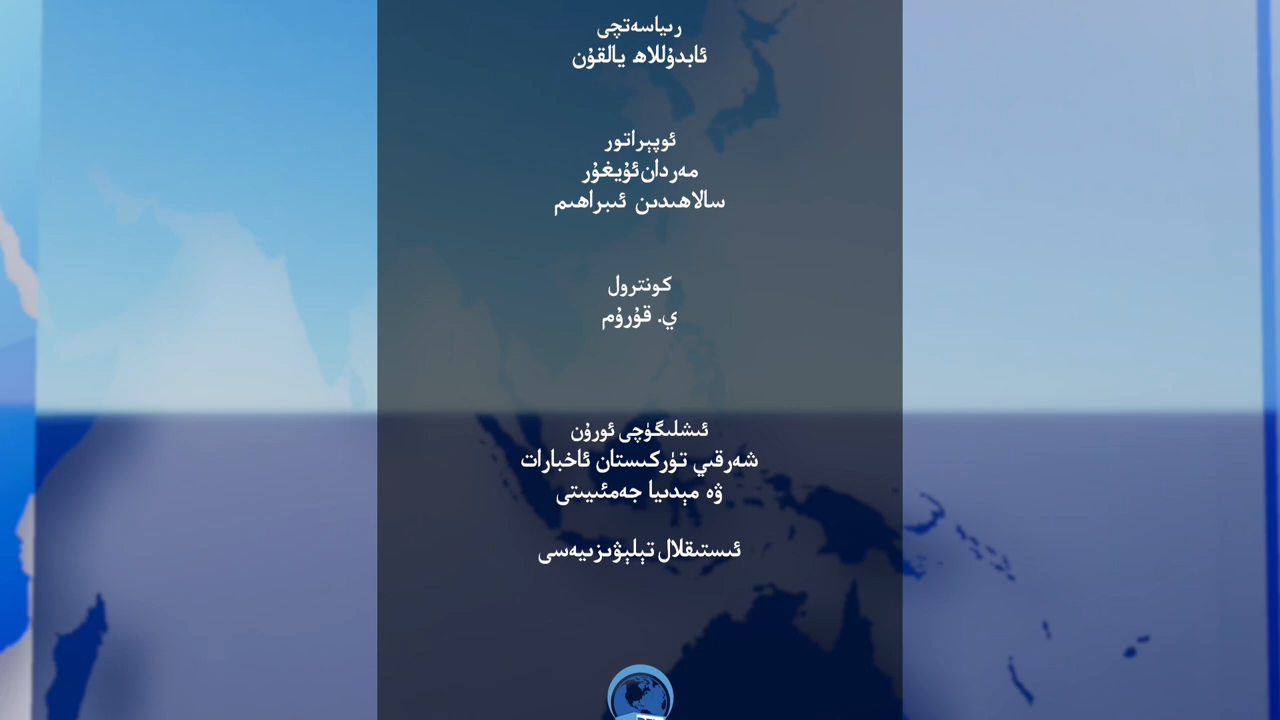 رىياسەتچى
ئابدۇللاھ يالقۇن
ئوپېراتور
مەردان ئۇيغۇر
سالاھىدىن ئىبراھىم
كونترول
ي. قۇرۇم
ئىشلىگۈچى ئورۇن
شەرقىي تۈركىستان ئاخبارات
ۋە مېدىيا جەمئىيىتى
ئىستىقلال تېلېۋىزىيەسى